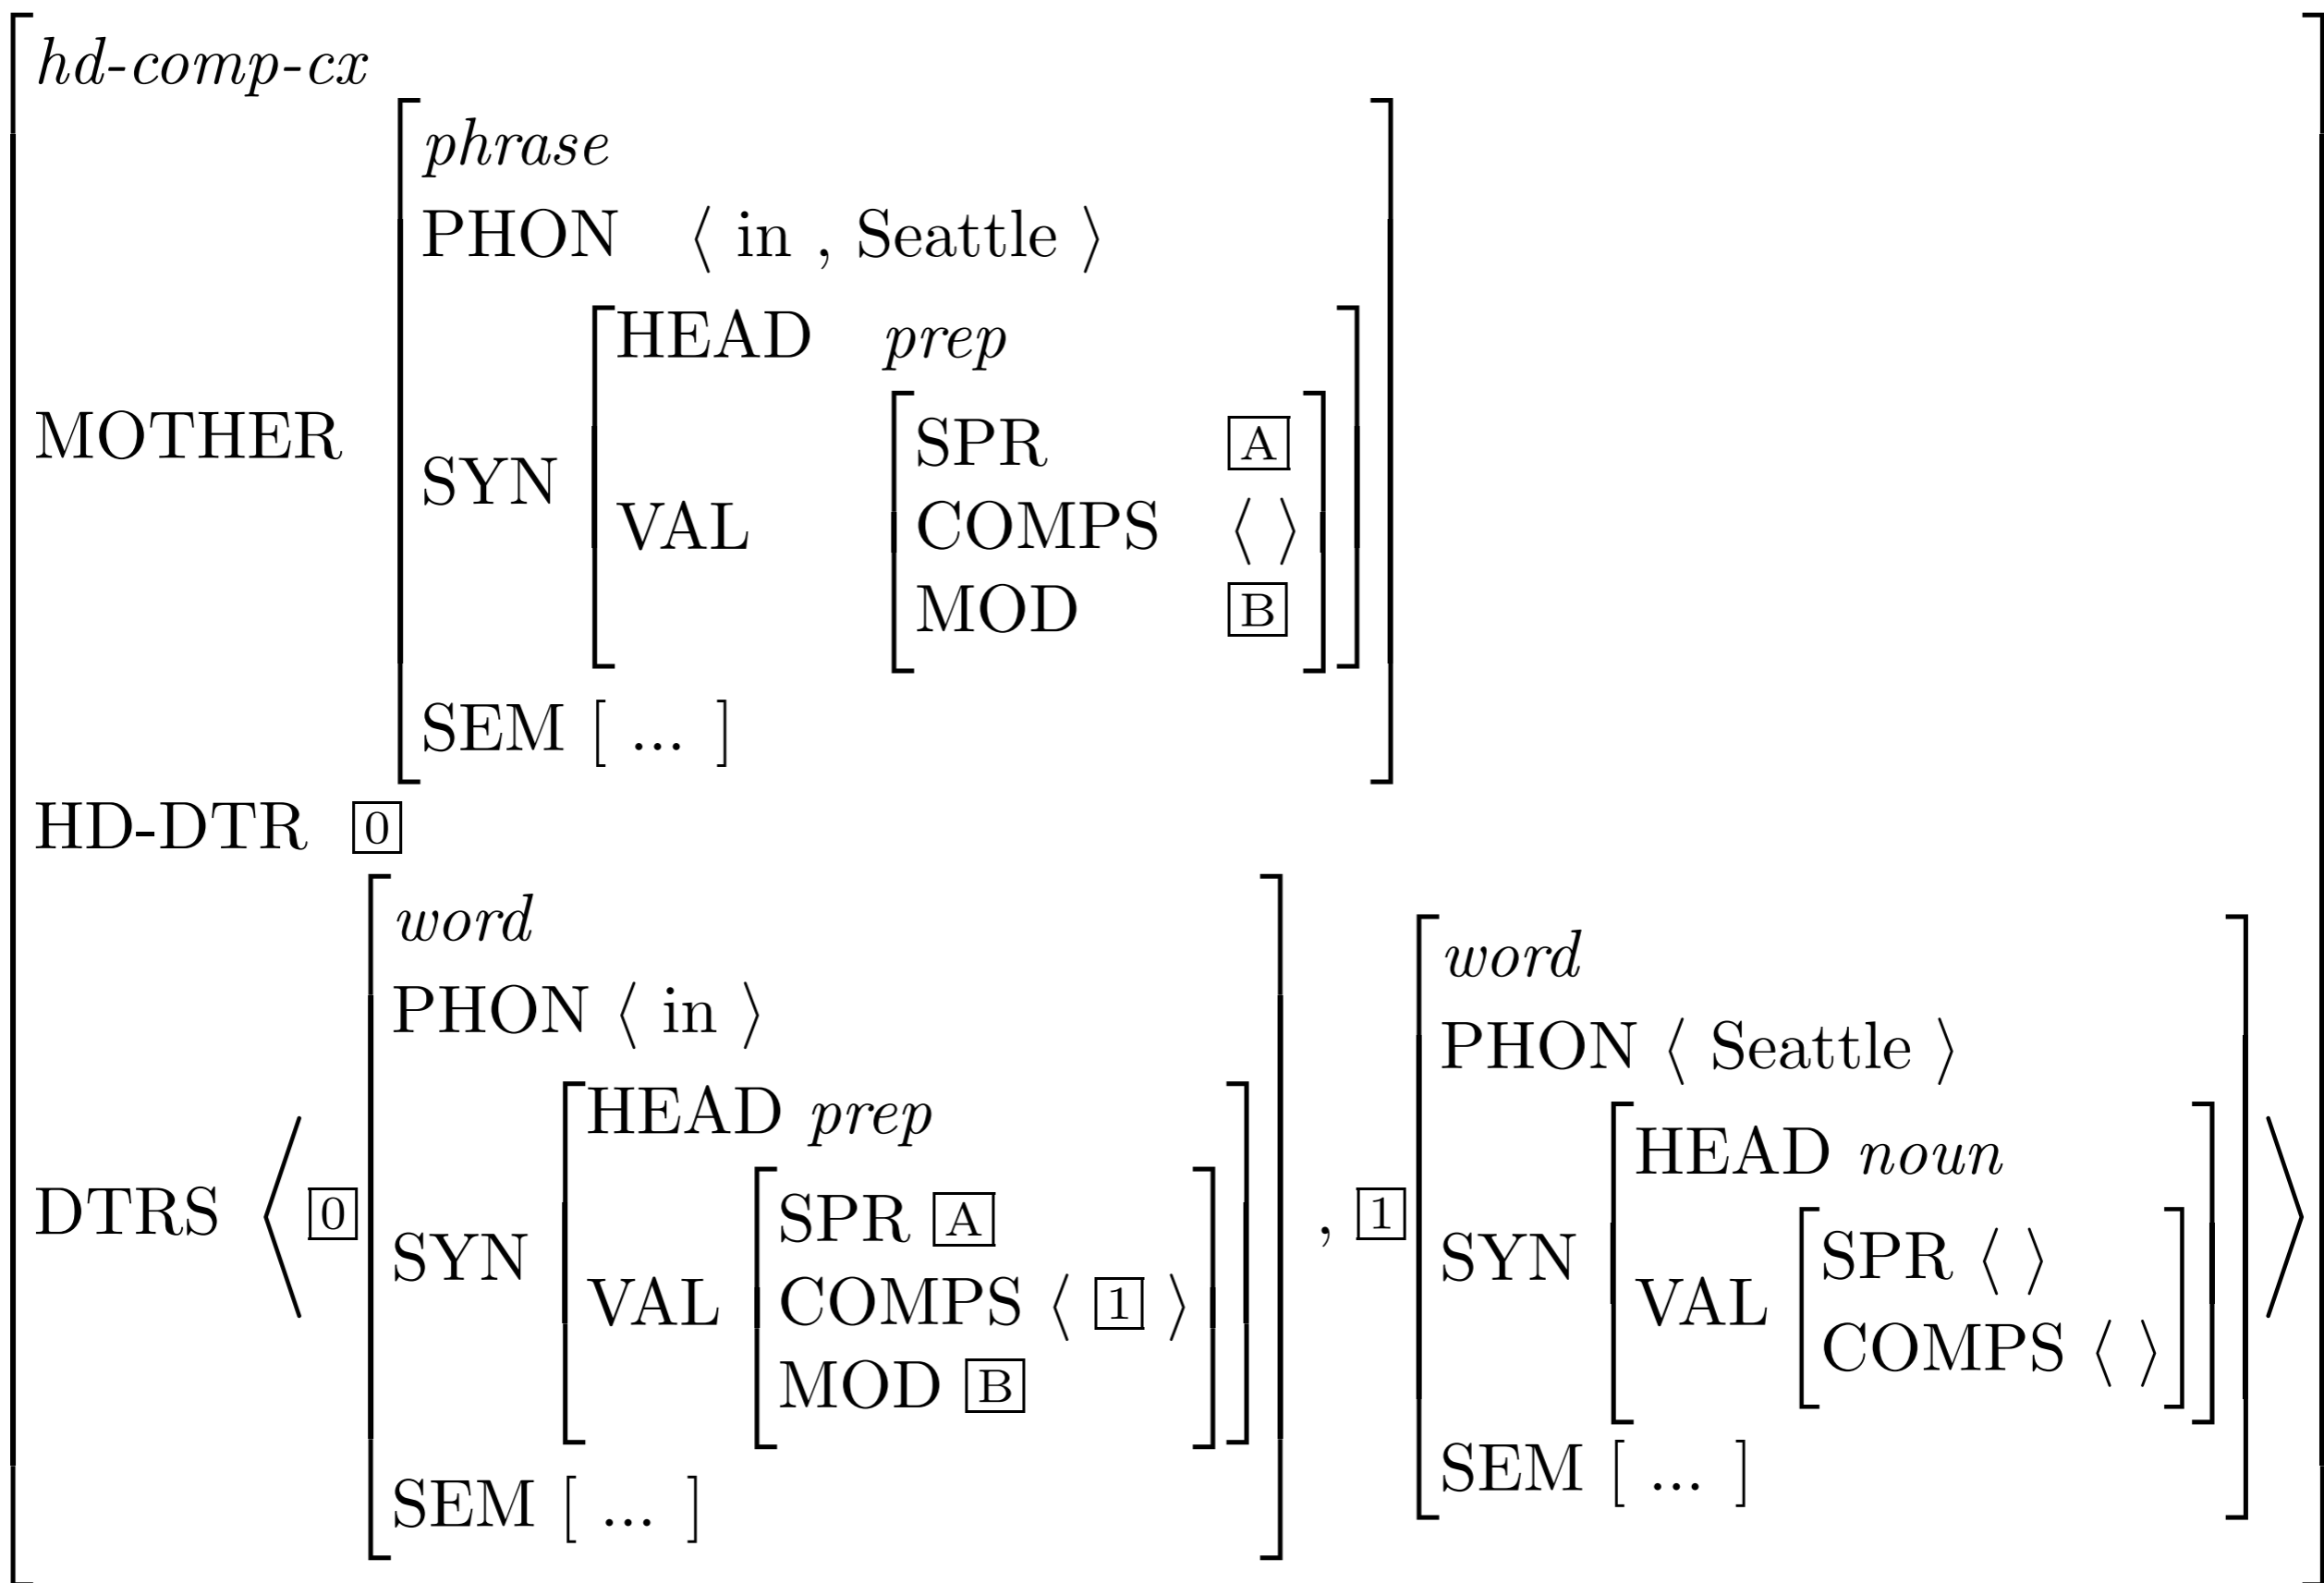 hd-comp-cx
phrase
PHON ⟨ in , Seattle ⟩
HEAD prep
SPR A
MOTHER
SYN
VAL
COMPS ⟨ ⟩
MOD B
SEM [ ... ]
HD-DTR 0
word
PHON ⟨ in ⟩
HEAD prep
DTRS ⟨ 0
SYN
VAL
SPR A
COMPS ⟨ 1 ⟩
MOD B
SEM [ ... ]
, 1
word
PHON ⟨ Seattle ⟩
HEAD noun
SYN
VAL
SPR ⟨ ⟩
COMPS ⟨ ⟩
SEM [ ... ]
⟩